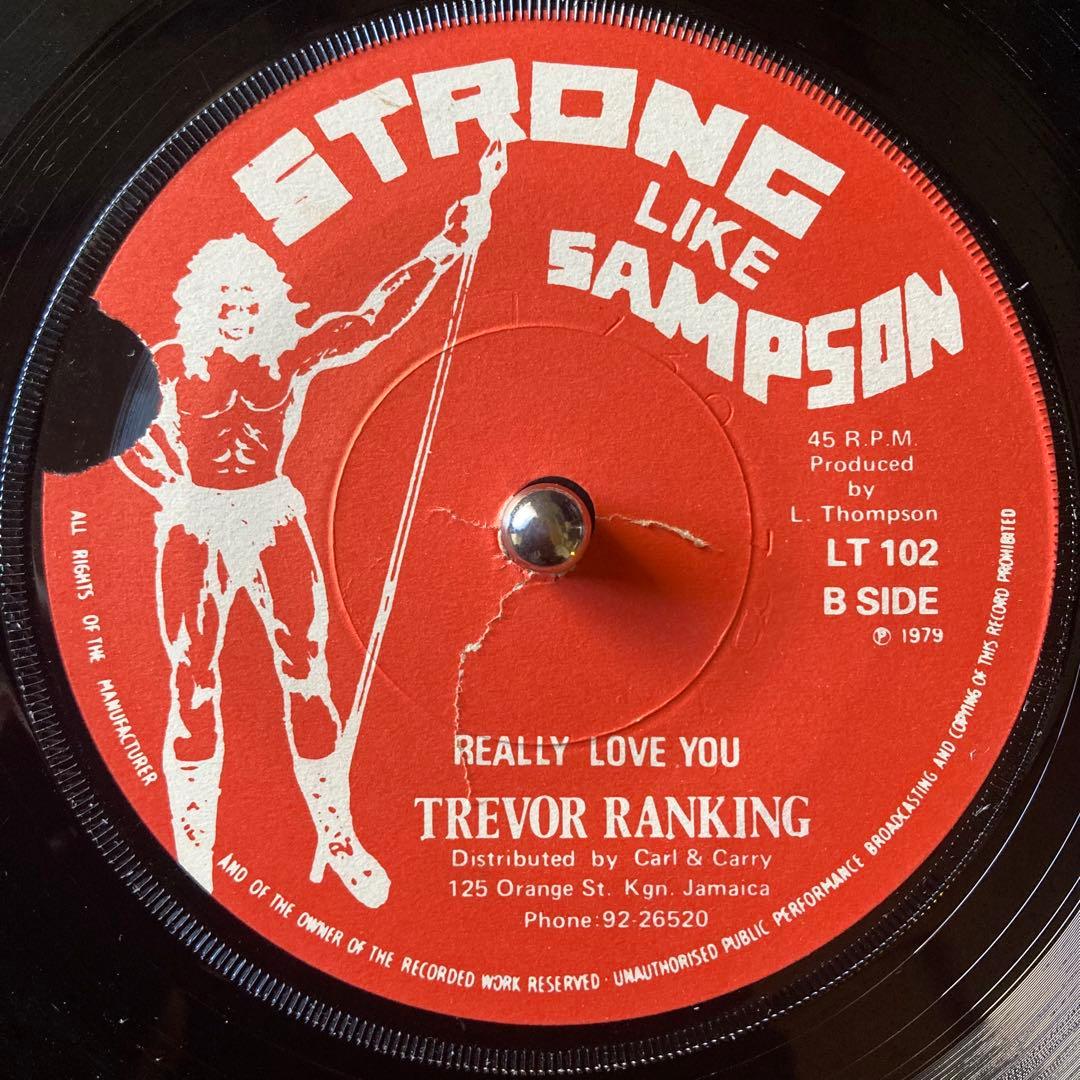 STRONG
LIKE
SAMPSON
45 R.P.M.
Produced
by
L. Thompson
LT 102
B SIDE
℗ 1979
REALLY LOVE YOU
TREVOR RANKING
Distributed by Carl & Carry
125 Orange St. Kgn. Jamaica
Phone:92-26520
ALL RIGHTS OF THE MANUFACTURER AND OF THE OWNER OF THE RECORDED WORK RESERVED · UNAUTHORISED PUBLIC PERFORMANCE BROADCASTING AND COPYING OF THIS RECORD PROHIBITED